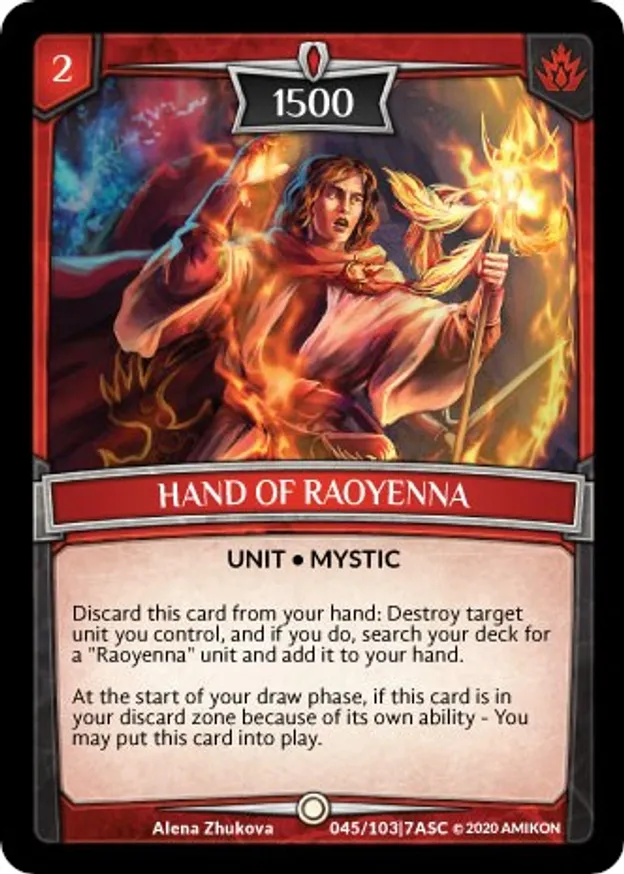 2
1500
HAND OF RAOYENNA
UNIT • MYSTIC
Discard this card from your hand: Destroy target
unit you control, and if you do, search your deck for
a "Raoyenna" unit and add it to your hand.
At the start of your draw phase, if this card is in
your discard zone because of its own ability - You
may put this card into play.
Alena Zhukova 045/103|7ASC © 2020 AMIKON